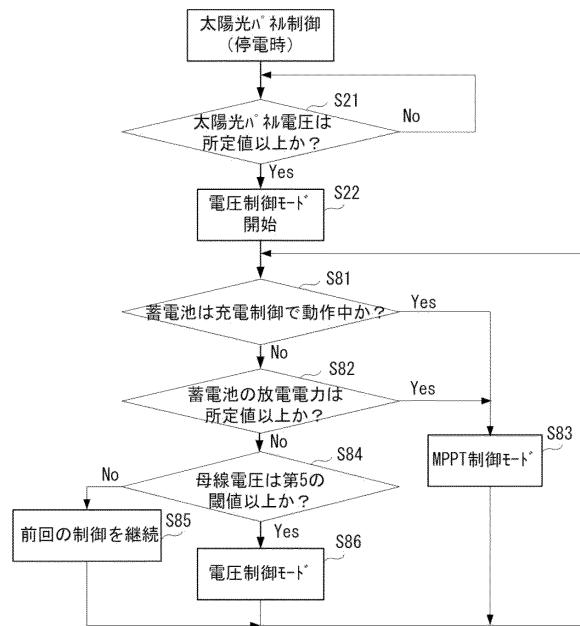 太陽光ﾊﾟﾈﾙ制御
(停電時)
S21
太陽光ﾊﾟﾈﾙ電圧は
所定値以上か？
No
Yes
S22
電圧制御ﾓｰﾄﾞ
開始
S81
蓄電池は充電制御で動作中か？
Yes
No
S82
蓄電池の放電電力は
所定値以上か？
Yes
No
S83
MPPT制御ﾓｰﾄﾞ
S84
母線電圧は第5の
閾値以上か？
No
Yes
S85
前回の制御を継続
S86
電圧制御ﾓｰﾄﾞ